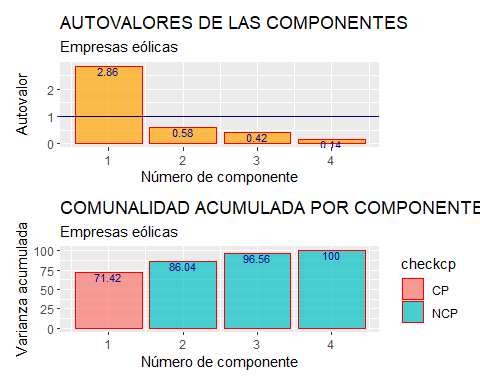 AUTOVALORES DE LAS COMPONENTES
Empresas eólicas
Autovalor
2
1
0
2.86
0.58
0.42
0.14
1 2 3 4
Número de componente
COMUNALIDAD ACUMULADA POR COMPONENTE
Empresas eólicas
Varianza acumulada
100
75
50
25
0
71.42
86.04
96.56
100
1 2 3 4
Número de componente
checkcp
CP
NCP